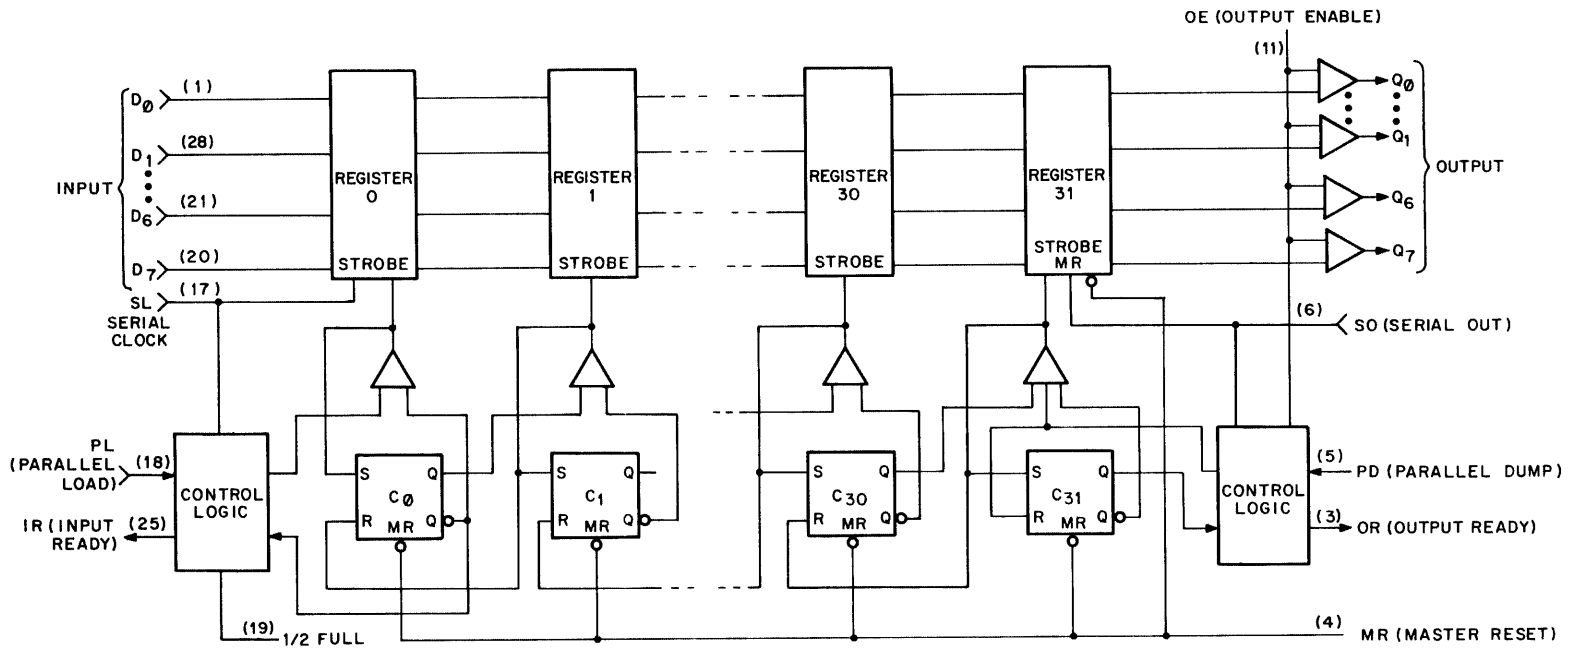 OE (OUTPUT ENABLE)
(11)
INPUT
D0 (1)
D1 (28)
D6 (21)
D7 (20)
SL (17)
SERIAL
CLOCK
REGISTER
0
STROBE
REGISTER
1
STROBE
REGISTER
30
STROBE
REGISTER
31
STROBE
MR
Q0
Q1
Q6
Q7
OUTPUT
(6)
SO (SERIAL OUT)
PL
(PARALLEL (18)
LOAD)
IR (INPUT (25)
READY)
CONTROL
LOGIC
(19) 1/2 FULL
S Q
C0
R MR Q
S Q
C1
R MR Q
S Q
C30
R MR Q
S Q
C31
R MR Q
CONTROL
LOGIC
(5) PD (PARALLEL DUMP)
(3) OR (OUTPUT READY)
(4) MR (MASTER RESET)